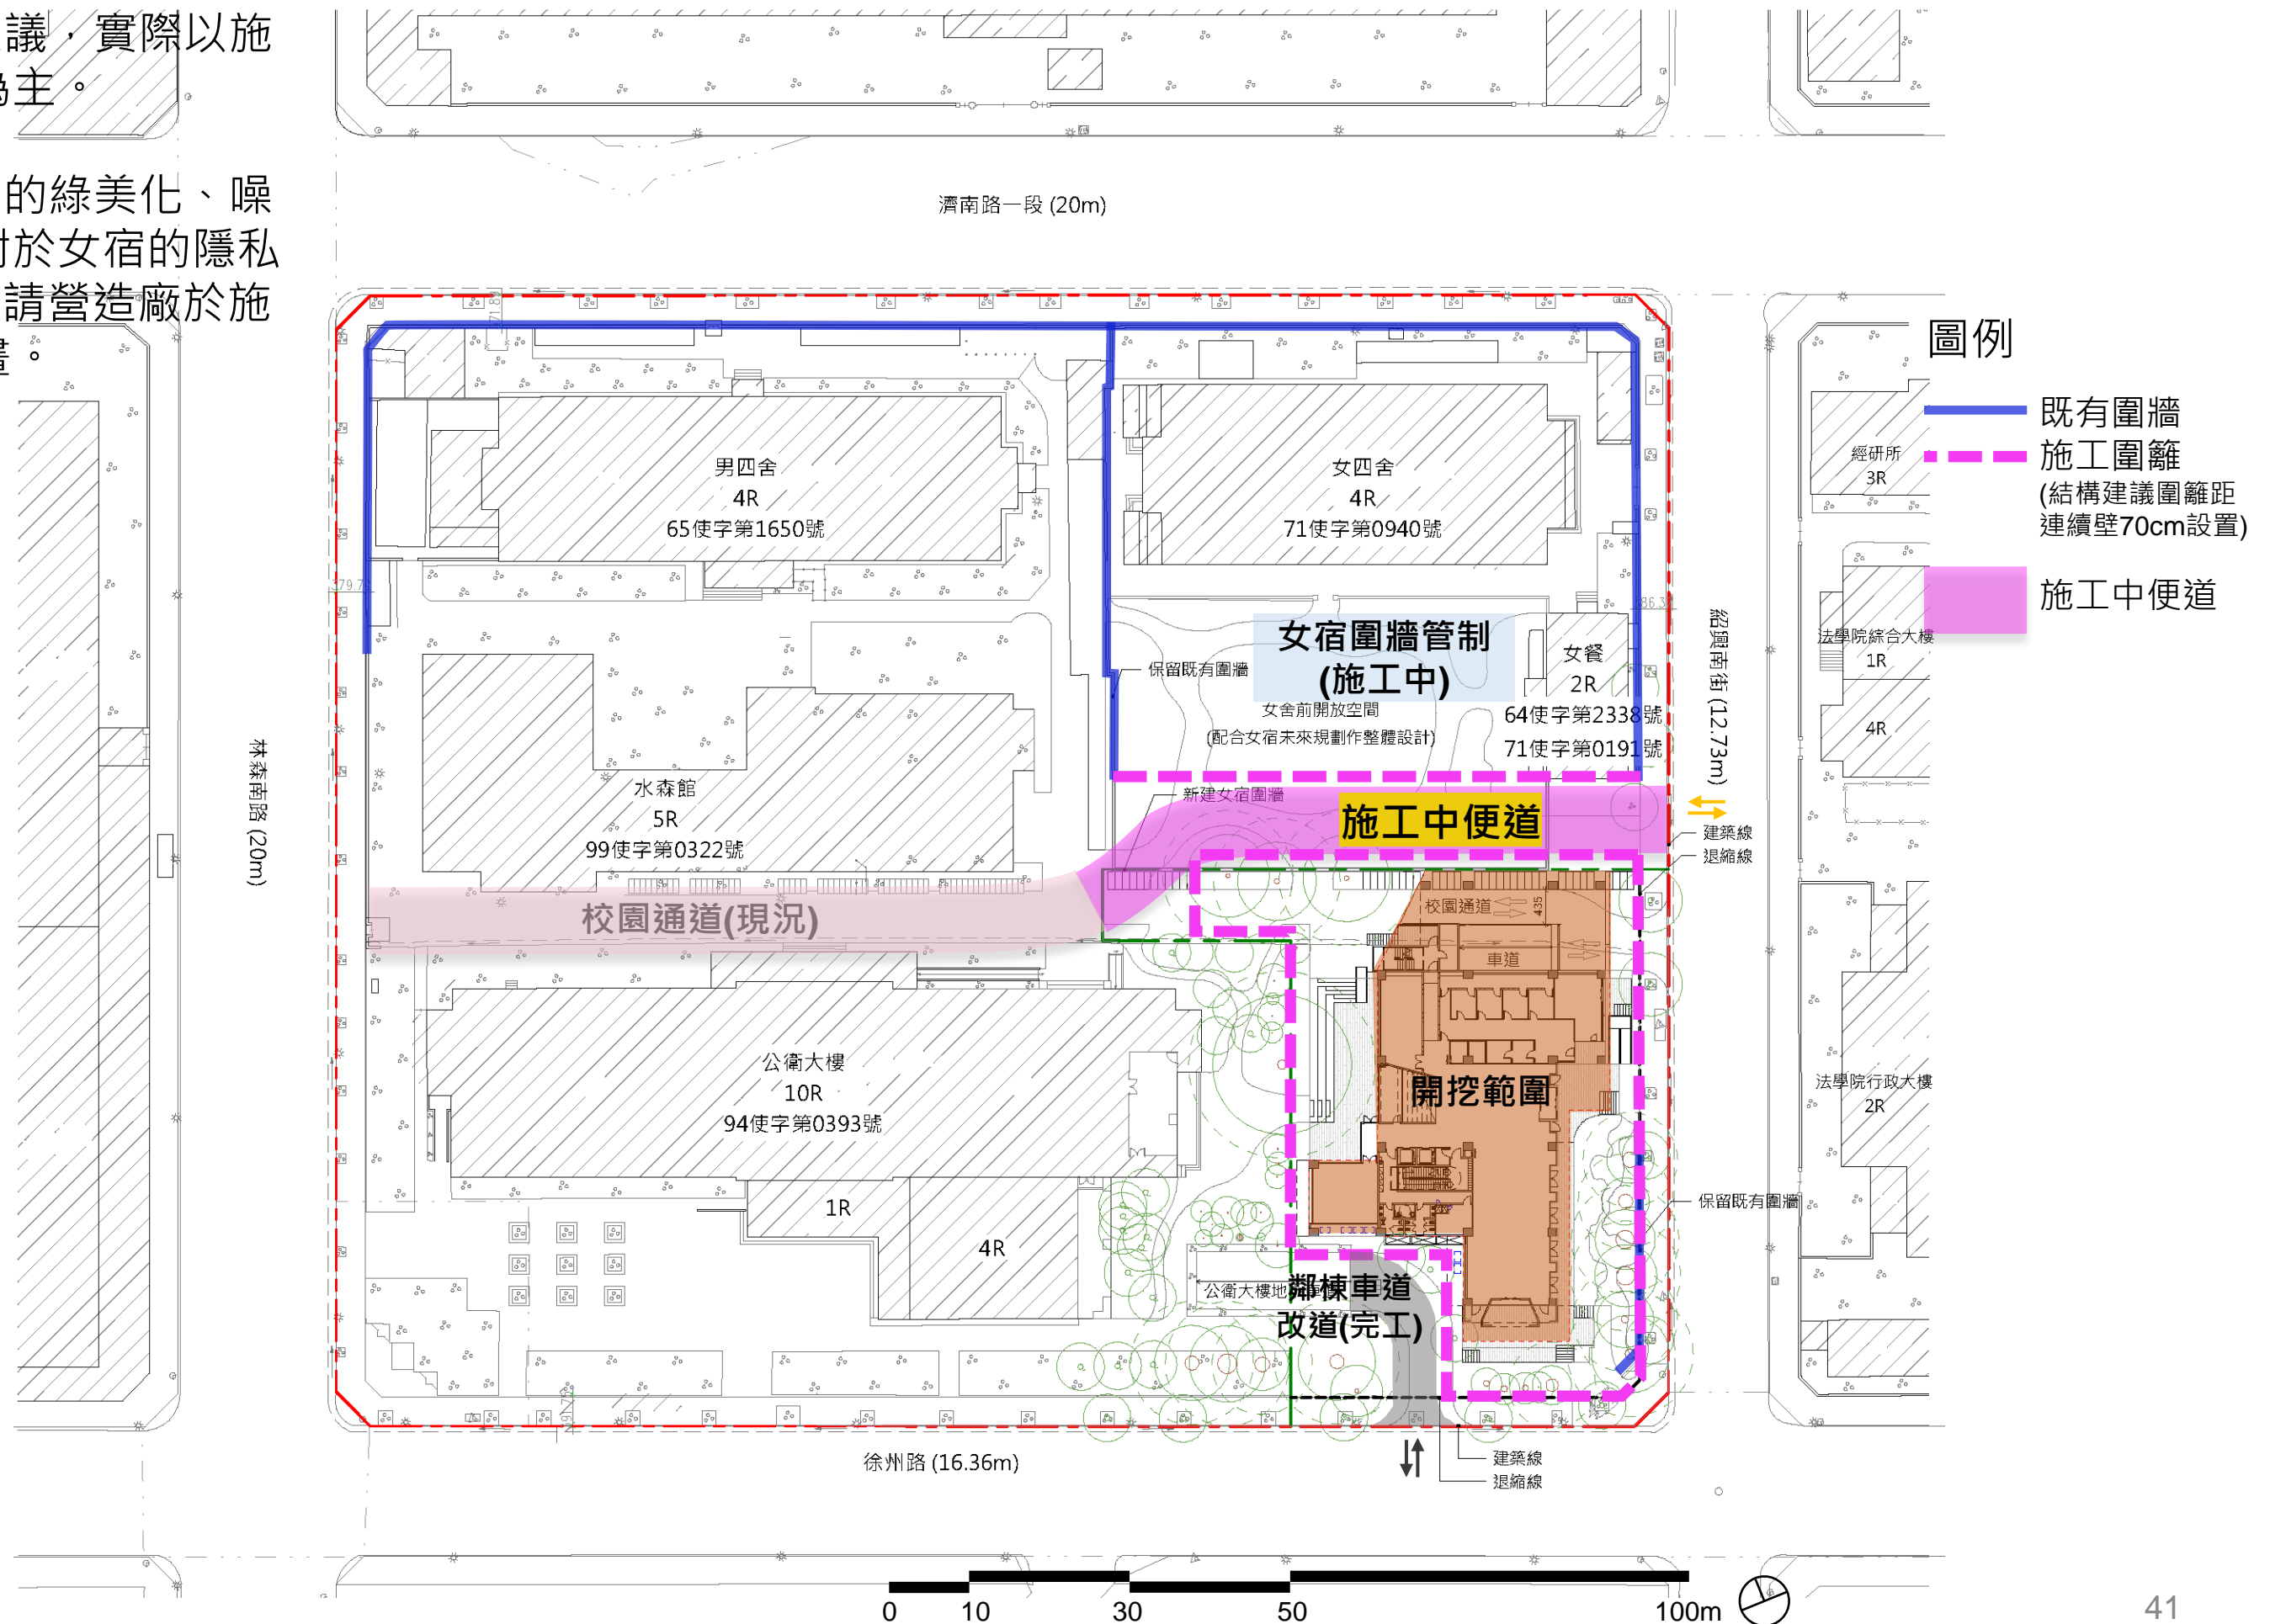 議，實際以施
為主。
的綠美化、噪
對於女宿的隱私
請營造廠於施
畫。
濟南路一段 (20m)
圖例
既有圍牆
施工圍籬
(結構建議圍籬距
連續壁70cm設置)
施工中便道
經研所
3R
法學院綜合大樓
1R
4R
法學院行政大樓
2R
男四舍
4R
65使字第1650號
女四舍
4R
71使字第0940號
女宿圍牆管制
(施工中)
保留既有圍牆
女舍前開放空間
(配合女宿未來規劃作整體設計)
女餐
2R
64使字第2338號
71使字第0191號
紹興南街 (12.73m)
林森南路 (20m)
水森館
5R
99使字第0322號
新建女宿圍牆
施工中便道
建築線
退縮線
校園通道(現況)
校園通道
435
車道
開挖範圍
公衛大樓
10R
94使字第0393號
1R
4R
保留既有圍牆
公衛大樓地
鄰棟車道
改道(完工)
徐州路 (16.36m)
建築線
退縮線
0 10 30 50 100m
41